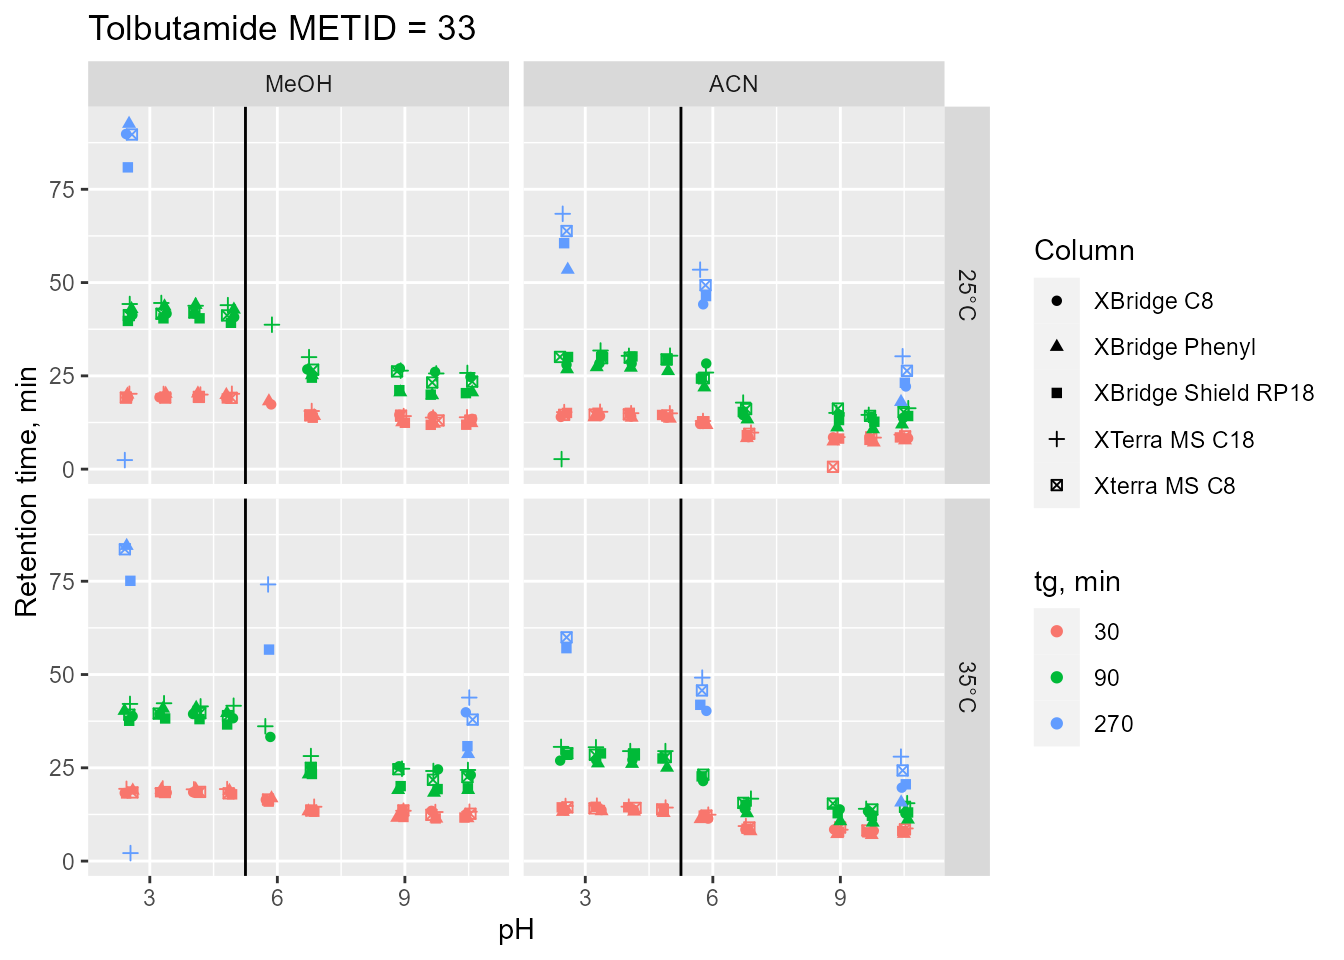 Tolbutamide METID = 33
MeOH
ACN
Retention time, min
75
50
25
0
25°C
75
50
25
0
35°C
3
6
9
3
6
9
pH
Column
XBridge C8
XBridge Phenyl
XBridge Shield RP18
XTerra MS C18
Xterra MS C8
tg, min
30
90
270